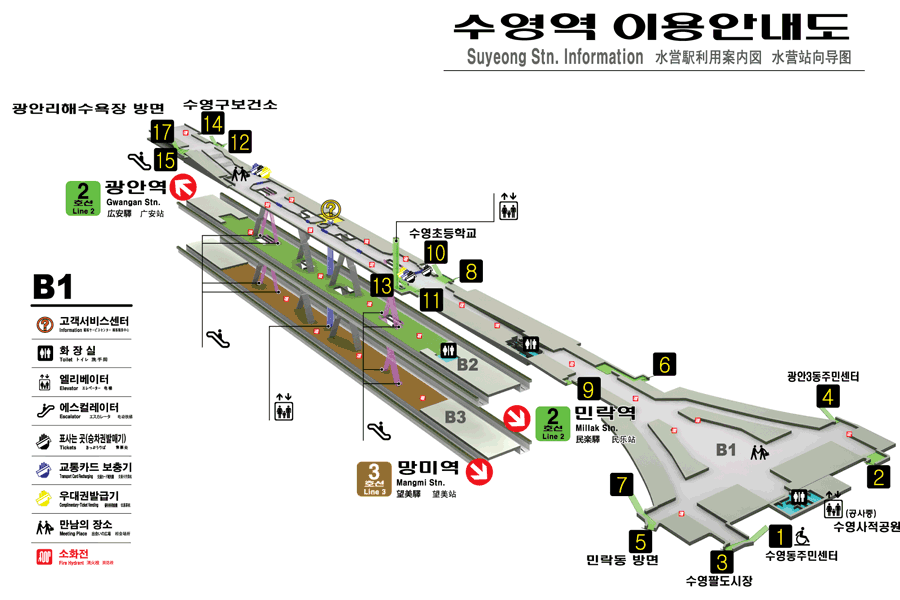 수영역 이용안내도
Suyeong Stn. Information 水営駅利用案内図 水营站向导图
광안리해수욕장 방면
수영구보건소
14
17
12
15
2
호선
Line 2
광안역
Gwangan Stn.
広安驛 广安站
수영초등학교
10
8
13
11
B1
고객서비스센터
Information
화 장 실
Toilet トイレ 洗手间
엘리베이터
Elevator エレベーター 电梯
에스컬레이터
Escalator エスカレータ
표사는 곳(승차권발매기)
Tickets きっぷうりば
교통카드 보충기
Transport Card Recharging
우대권발급기
Complimentary-Ticket Vending
만남의 장소
Meeting Place
소화전
Fire Hydrant 消火栓
B2
B3
6
9
광안3동주민센터
4
2
호선
Line 2
민락역
Millak Stn.
民楽驛 民乐站
3
호선
Line 3
망미역
Mangmi Stn.
望美驛 望美站
B1
2
7
(공사중)
수영사적공원
5
민락동 방면
1
수영동주민센터
3
수영팔도시장